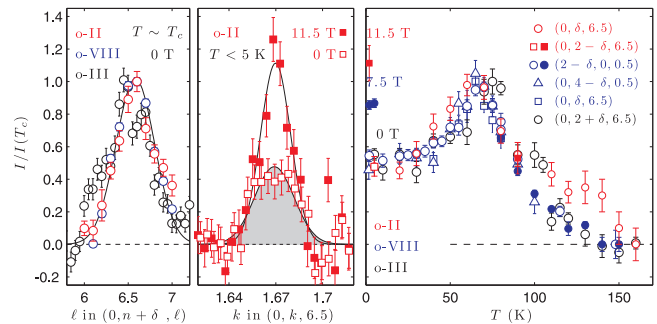 I/I(T_c)
1.4
1.2
1.0
0.8
0.6
0.4
0.2
0.0
-0.2
o-II T ∼ T_c
o-VIII 0 T
o-III
6 6.5 7
ℓ in (0, n + δ , ℓ)
o-II 11.5 T
T < 5 K 0 T
1.64 1.67 1.7
k in (0, k, 6.5)
11.5 T
7.5 T
0 T
(0, δ, 6.5)
(0, 2 − δ, 6.5)
(2 − δ, 0, 0.5)
(0, 4 − δ, 0.5)
(0, δ, 6.5)
(0, 2 + δ, 6.5)
o-II
o-VIII
o-III
0 50 100 150
T (K)